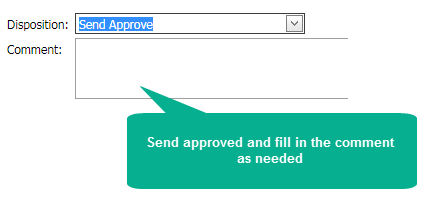 Disposition: Send Approve
Comment:
Send approved and fill in the comment
as needed